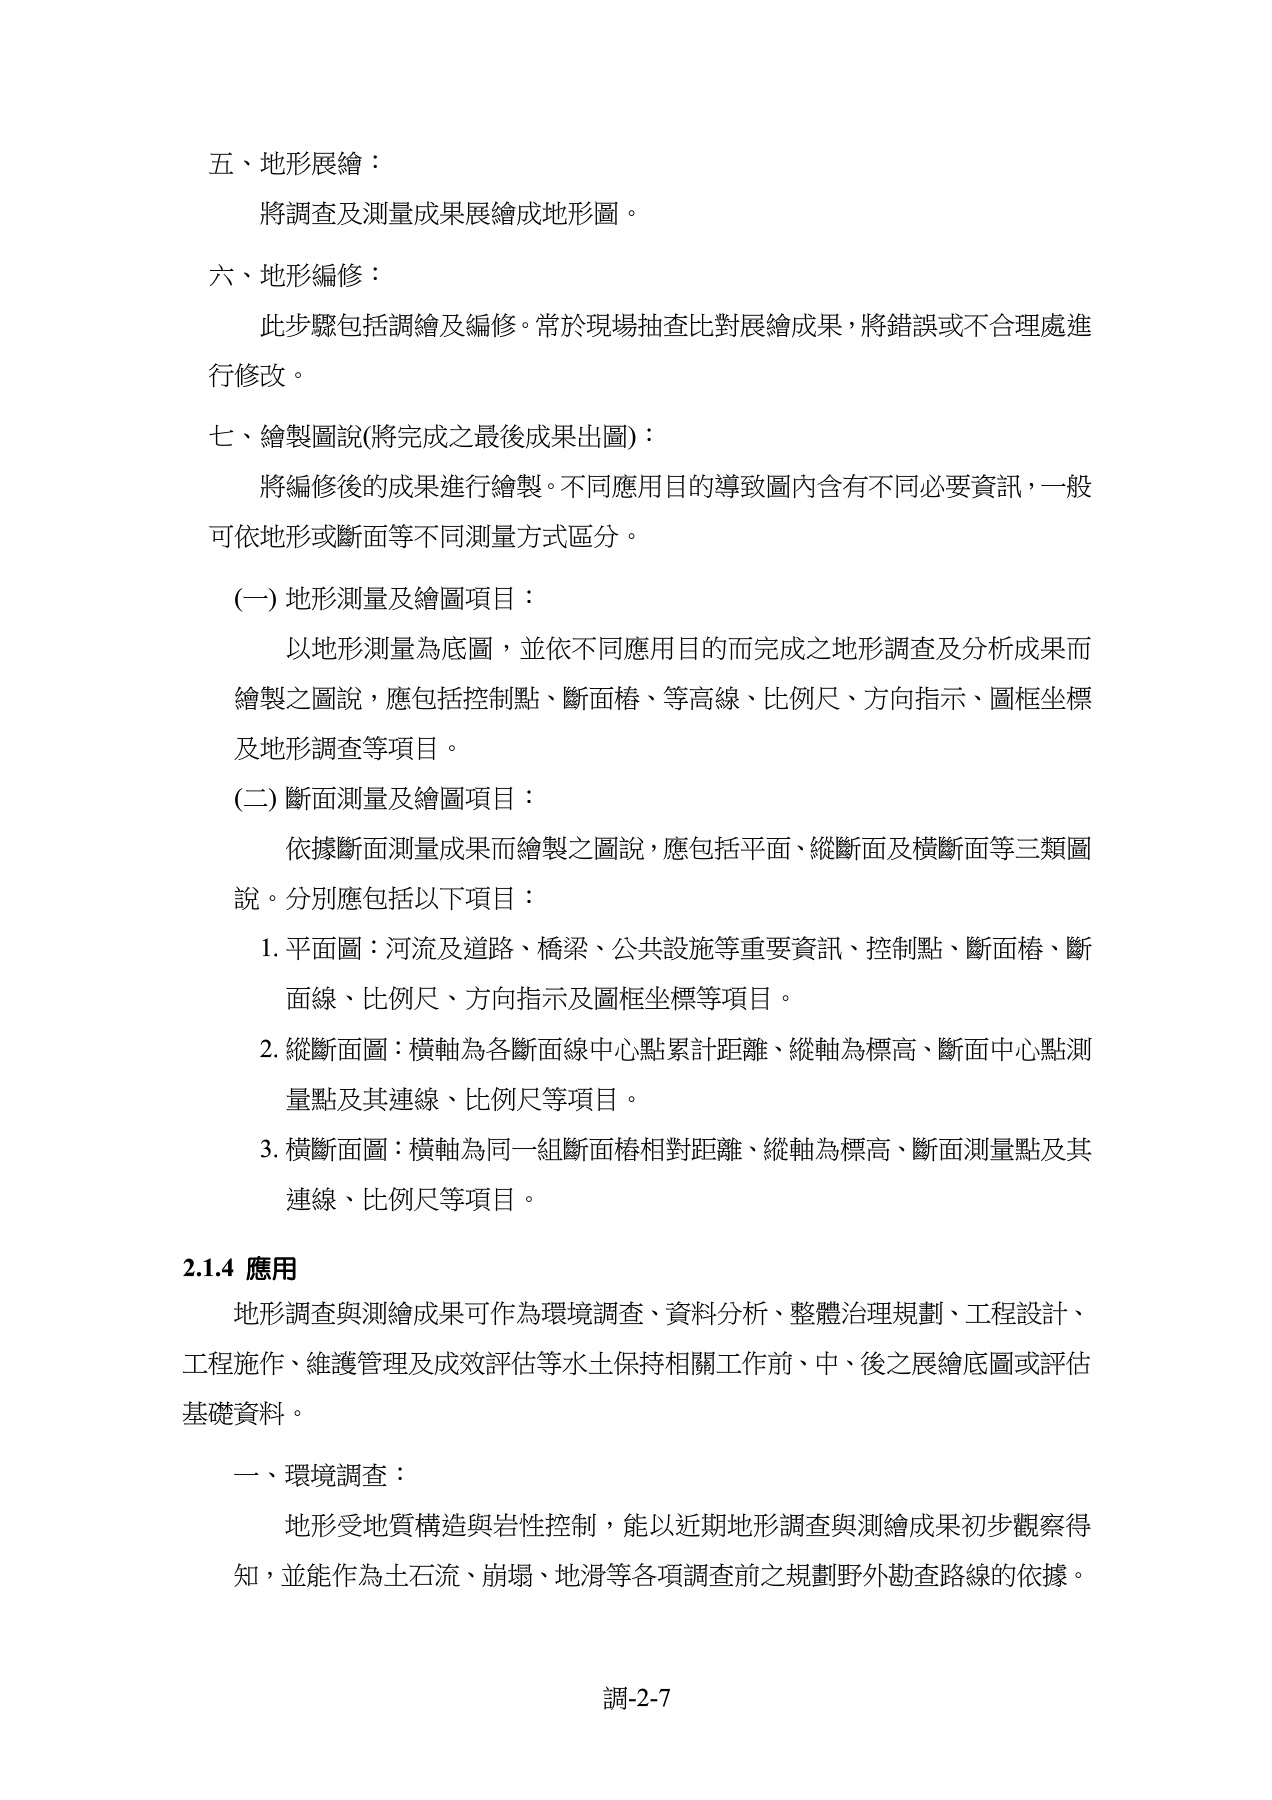 五、地形展繪：
將調查及測量成果展繪成地形圖。
六、地形編修：
此步驟包括調繪及編修。常於現場抽查比對展繪成果，將錯誤或不合理處進
行修改。
七、繪製圖說(將完成之最後成果出圖)：
將編修後的成果進行繪製。不同應用目的導致圖內含有不同必要資訊，一般
可依地形或斷面等不同測量方式區分。
(一) 地形測量及繪圖項目：
以地形測量為底圖，並依不同應用目的而完成之地形調查及分析成果而
繪製之圖說，應包括控制點、斷面樁、等高線、比例尺、方向指示、圖框坐標
及地形調查等項目。
(二) 斷面測量及繪圖項目：
依據斷面測量成果而繪製之圖說，應包括平面、縱斷面及橫斷面等三類圖
說。分別應包括以下項目：
1. 平面圖：河流及道路、橋梁、公共設施等重要資訊、控制點、斷面樁、斷
面線、比例尺、方向指示及圖框坐標等項目。
2. 縱斷面圖：橫軸為各斷面線中心點累計距離、縱軸為標高、斷面中心點測
量點及其連線、比例尺等項目。
3. 橫斷面圖：橫軸為同一組斷面樁相對距離、縱軸為標高、斷面測量點及其
連線、比例尺等項目。
2.1.4 應用
地形調查與測繪成果可作為環境調查、資料分析、整體治理規劃、工程設計、
工程施作、維護管理及成效評估等水土保持相關工作前、中、後之展繪底圖或評估
基礎資料。
一、環境調查：
地形受地質構造與岩性控制，能以近期地形調查與測繪成果初步觀察得
知，並能作為土石流、崩塌、地滑等各項調查前之規劃野外勘查路線的依據。
調-2-7